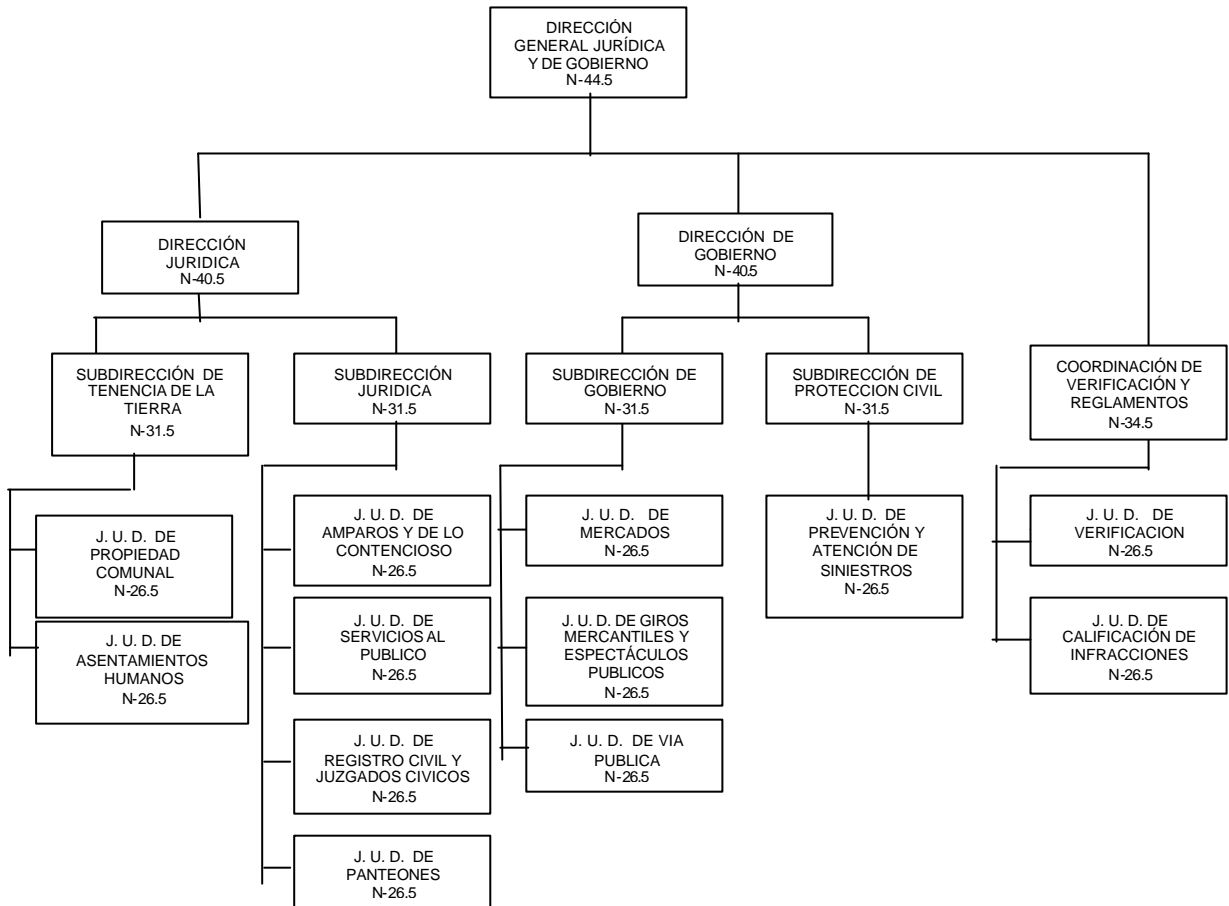 DIRECCIÓN
GENERAL JURÍDICA
Y DE GOBIERNO
N-44.5
DIRECCIÓN
JURIDICA
N-40.5
DIRECCIÓN DE
GOBIERNO
N-40.5
SUBDIRECCIÓN DE
TENENCIA DE LA
TIERRA
N-31.5
SUBDIRECCIÓN
JURIDICA
N-31.5
SUBDIRECCIÓN DE
GOBIERNO
N-31.5
SUBDIRECCIÓN DE
PROTECCION CIVIL
N-31.5
COORDINACIÓN DE
VERIFICACIÓN Y
REGLAMENTOS
N-34.5
J. U. D. DE
PROPIEDAD
COMUNAL
N-26.5
J. U. D. DE
ASENTAMIENTOS
HUMANOS
N-26.5
J. U. D. DE
AMPAROS Y DE LO
CONTENCIOSO
N-26.5
J. U. D. DE
SERVICIOS AL
PUBLICO
N-26.5
J. U. D. DE
REGISTRO CIVIL Y
JUZGADOS CIVICOS
N-26.5
J. U. D. DE
PANTEONES
N-26.5
J. U. D. DE
MERCADOS
N-26.5
J. U. D. DE GIROS
MERCANTILES Y
ESPECTÁCULOS
PUBLICOS
N-26.5
J. U. D. DE VIA
PUBLICA
N-26.5
J. U. D. DE
PREVENCIÓN Y
ATENCIÓN DE
SINIESTROS
N-26.5
J. U. D. DE
VERIFICACION
N-26.5
J. U. D. DE
CALIFICACIÓN DE
INFRACCIONES
N-26.5